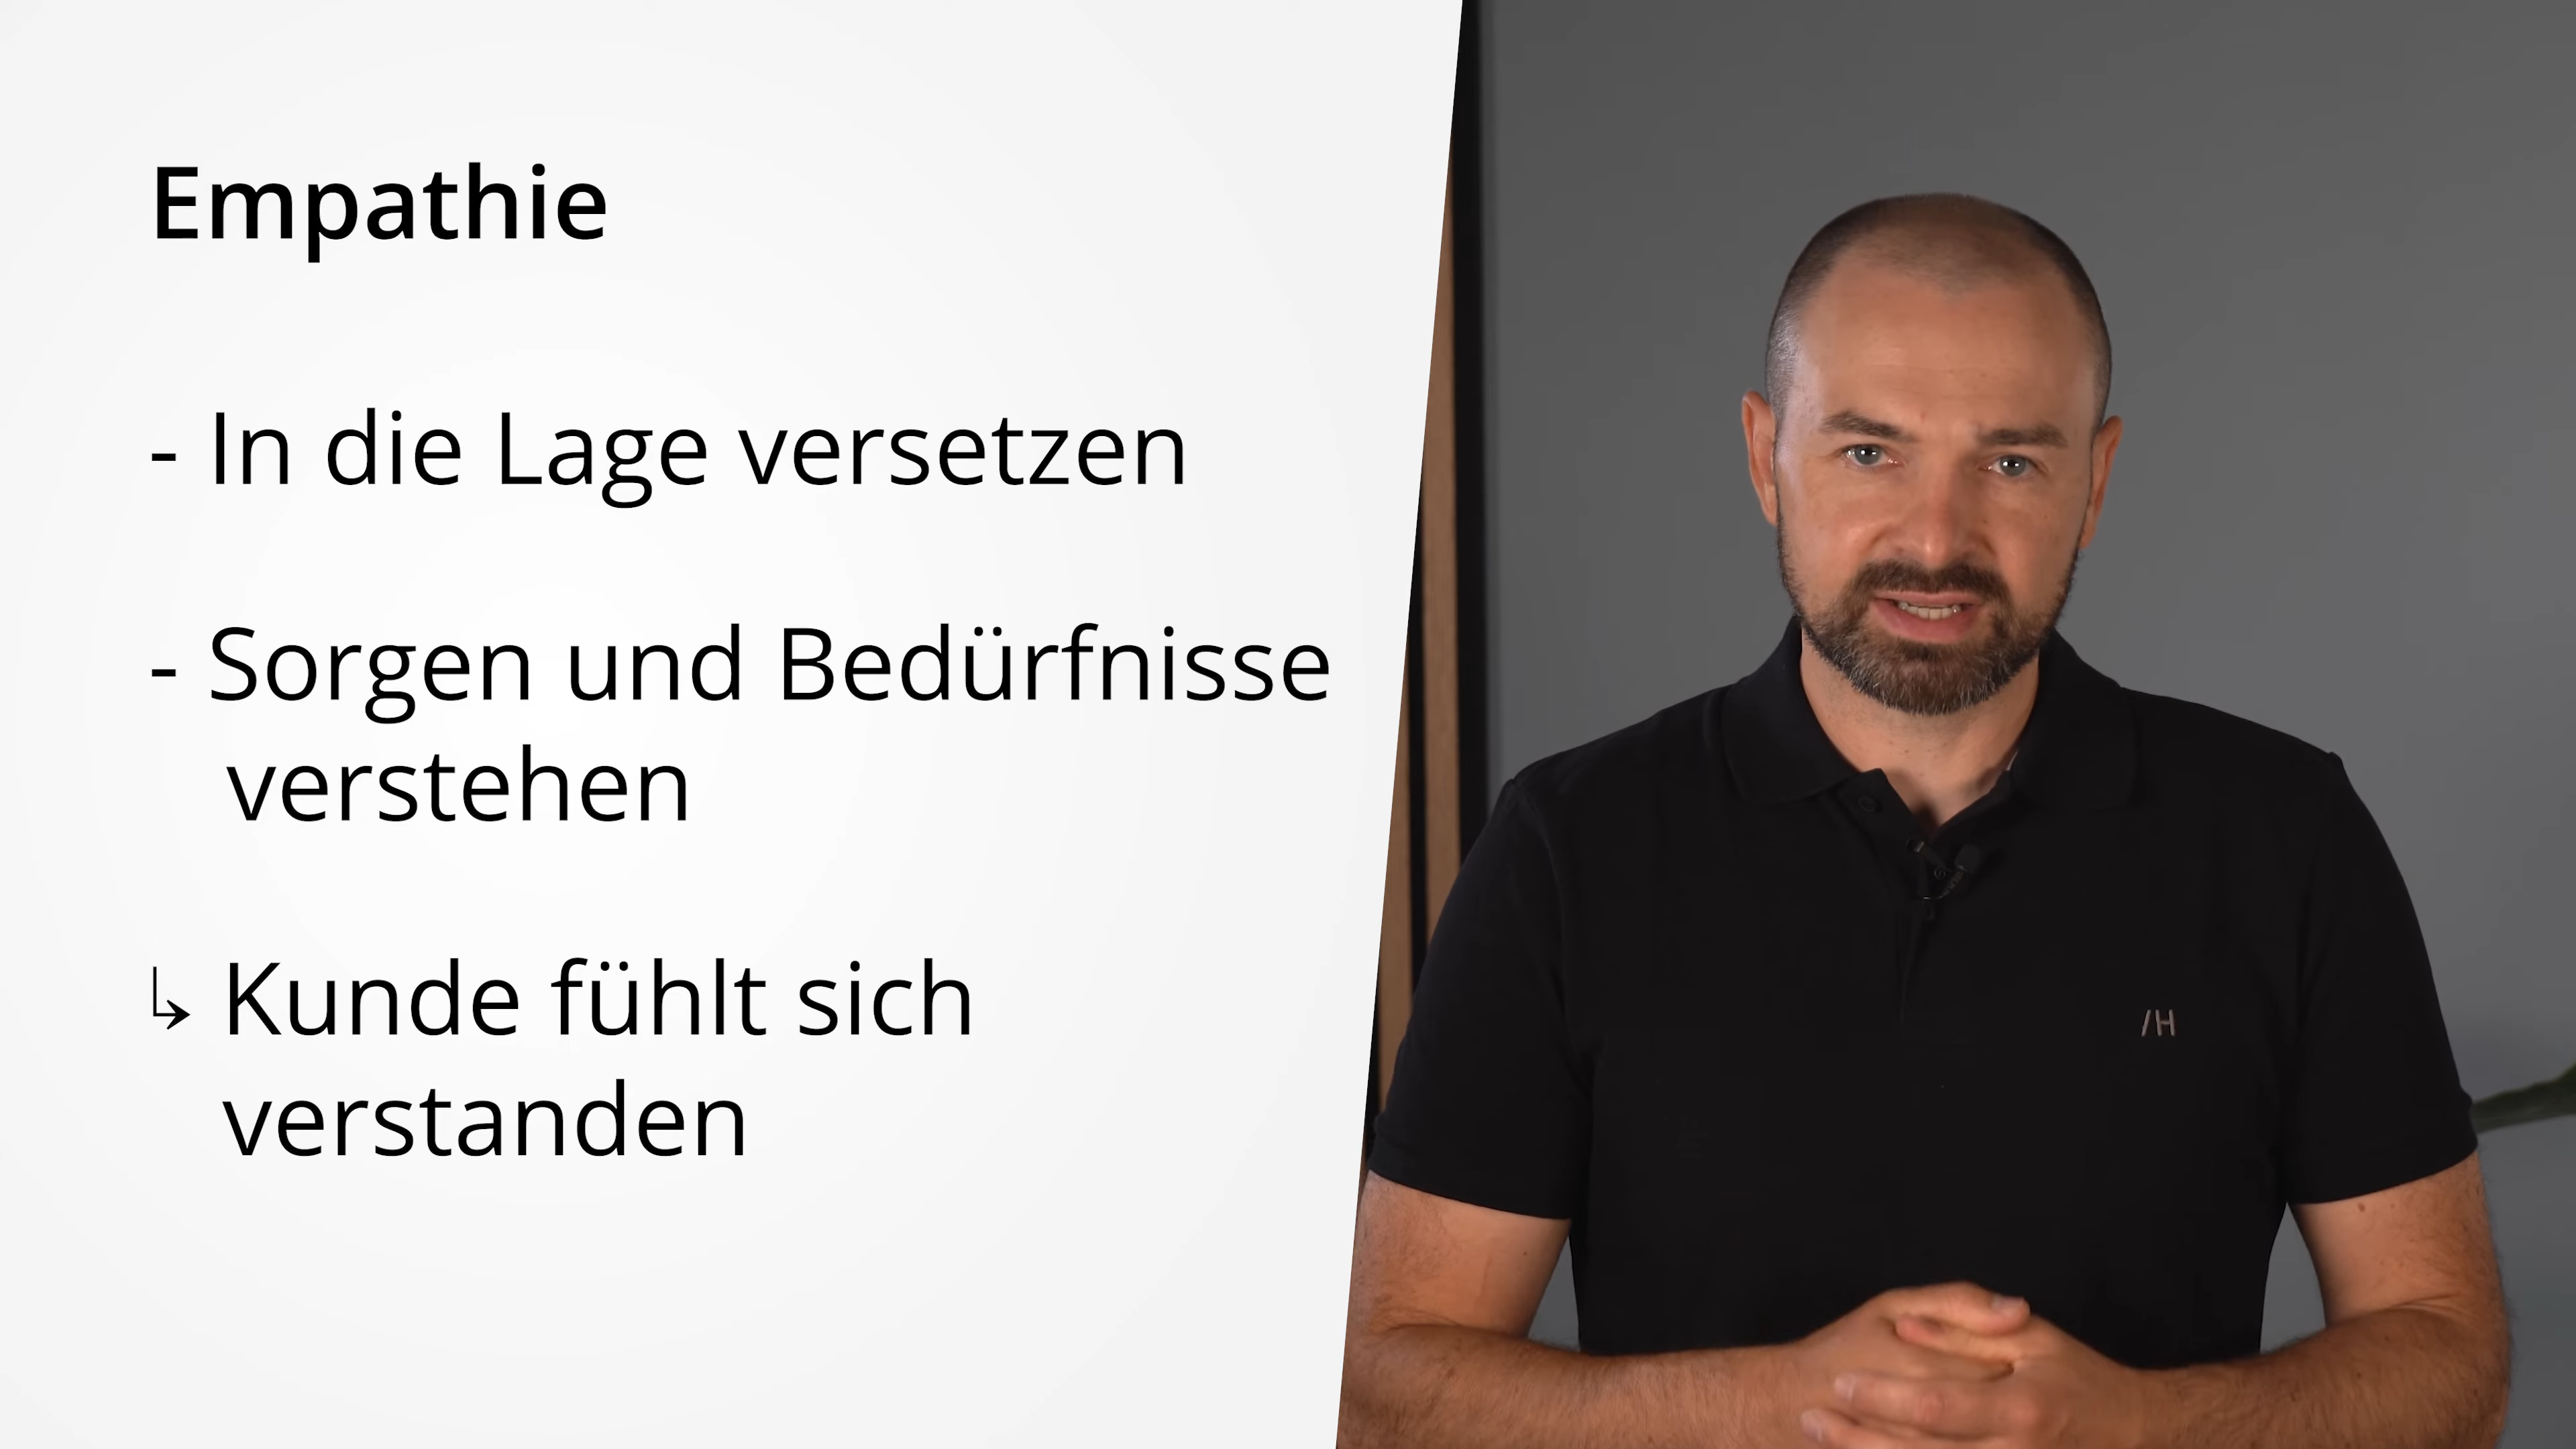 Empathie
- In die Lage versetzen
- Sorgen und Bedürfnisse
verstehen
↳ Kunde fühlt sich
verstanden
/H